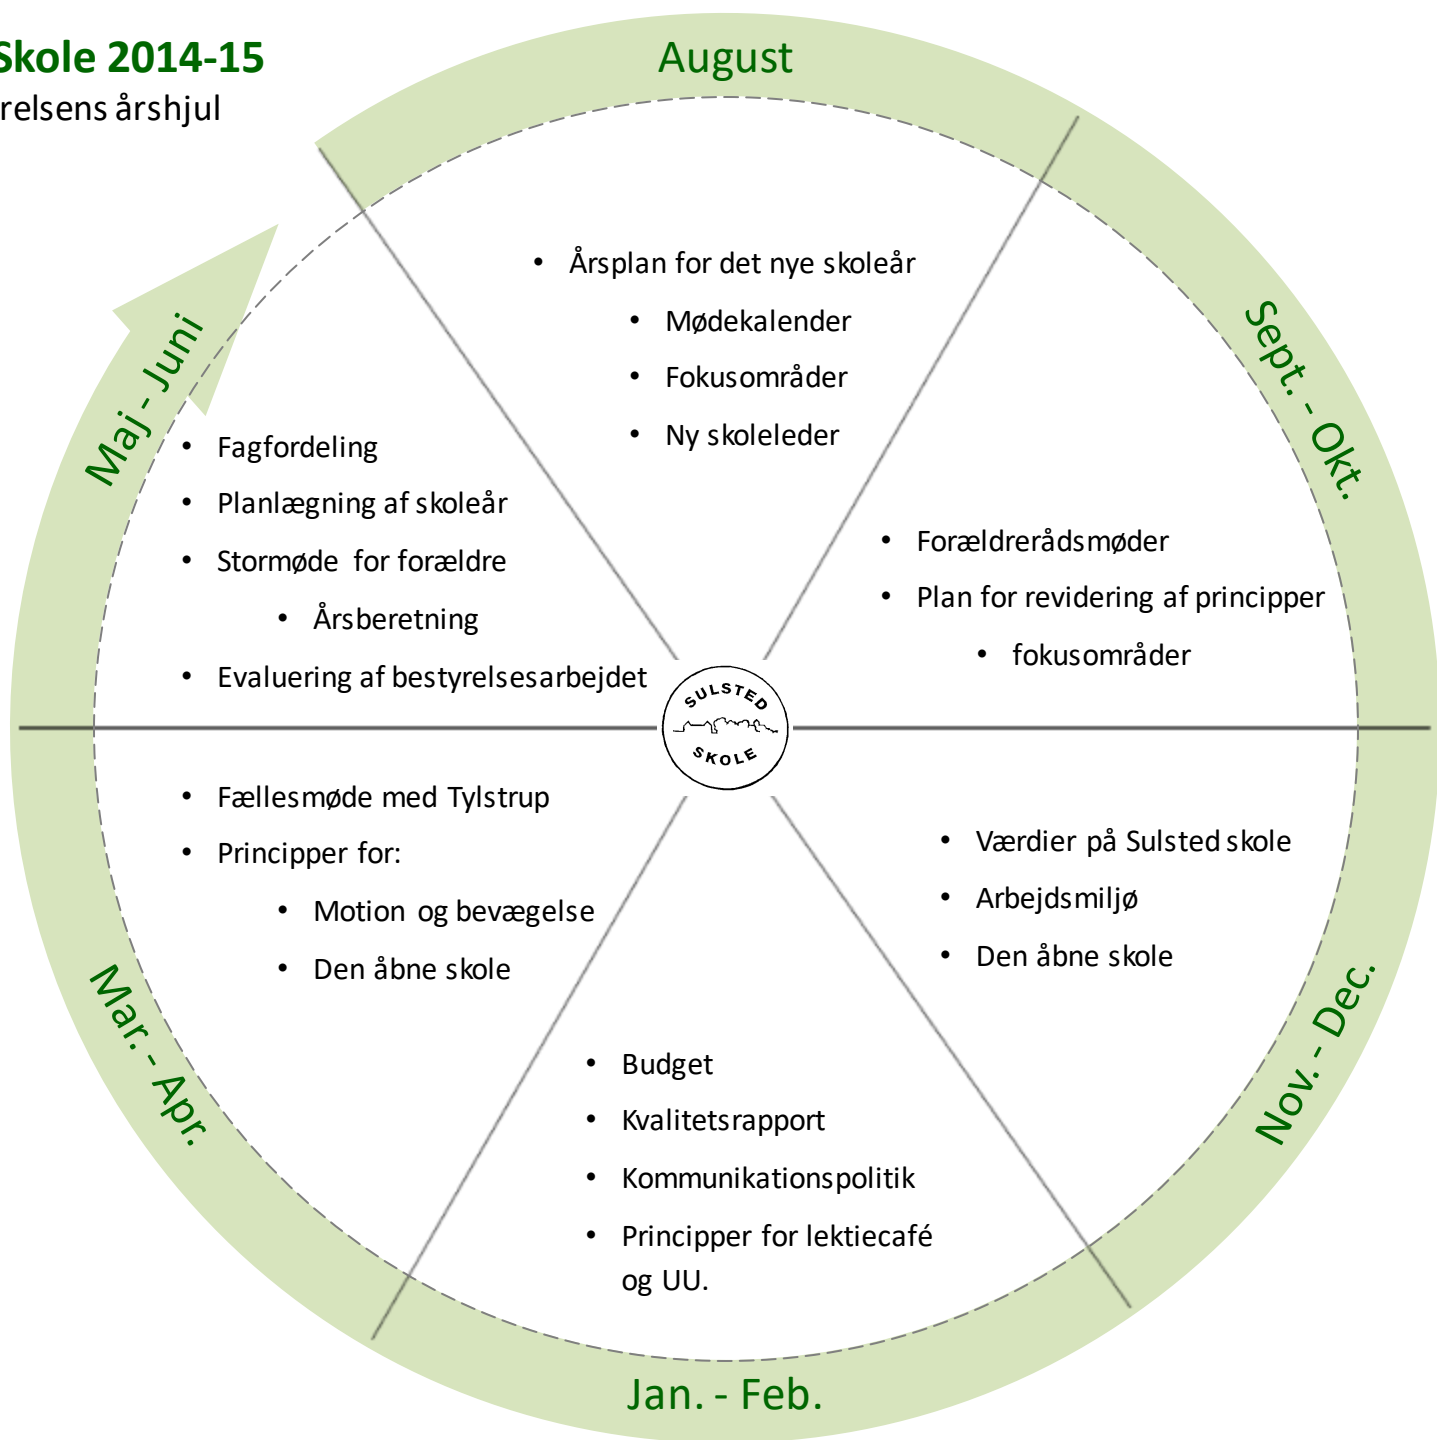 Skole 2014-15
relsens årshjul
August
• Årsplan for det nye skoleår
• Mødekalender
• Fokusområder
• Ny skoleleder
Sept. - Okt.
• Forældrerådsmøder
• Plan for revidering af principper
• fokusområder
Nov. - Dec.
• Værdier på Sulsted skole
• Arbejdsmiljø
• Den åbne skole
Jan. - Feb.
• Budget
• Kvalitetsrapport
• Kommunikationspolitik
• Principper for lektiecafé
og UU.
Mar. - Apr.
• Fællesmøde med Tylstrup
• Principper for:
• Motion og bevægelse
• Den åbne skole
Maj - Juni
• Fagfordeling
• Planlægning af skoleår
• Stormøde for forældre
• Årsberetning
• Evaluering af bestyrelsesarbejdet
SULSTED
SKOLE